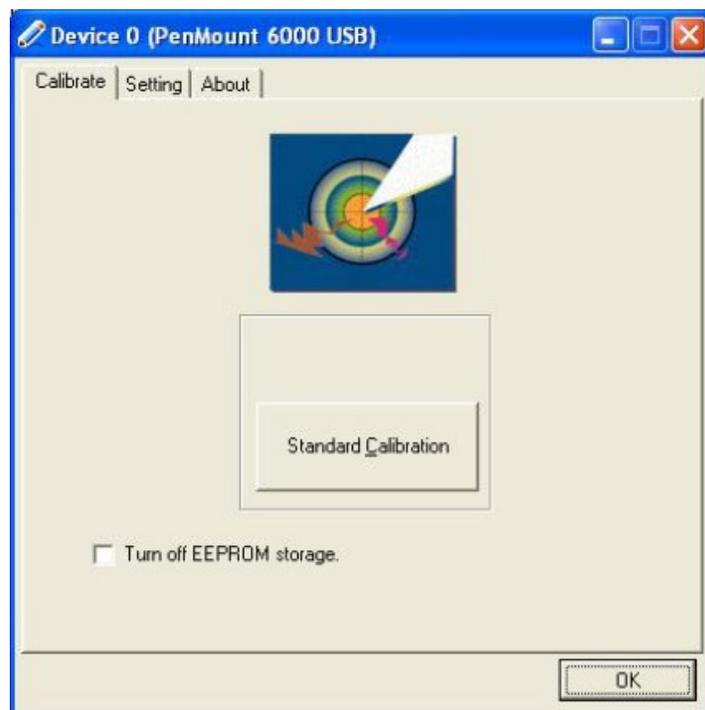 Device 0 (PenMount 6000 USB)
Calibrate Setting About
Standard Calibration
Turn off EEPROM storage.
OK